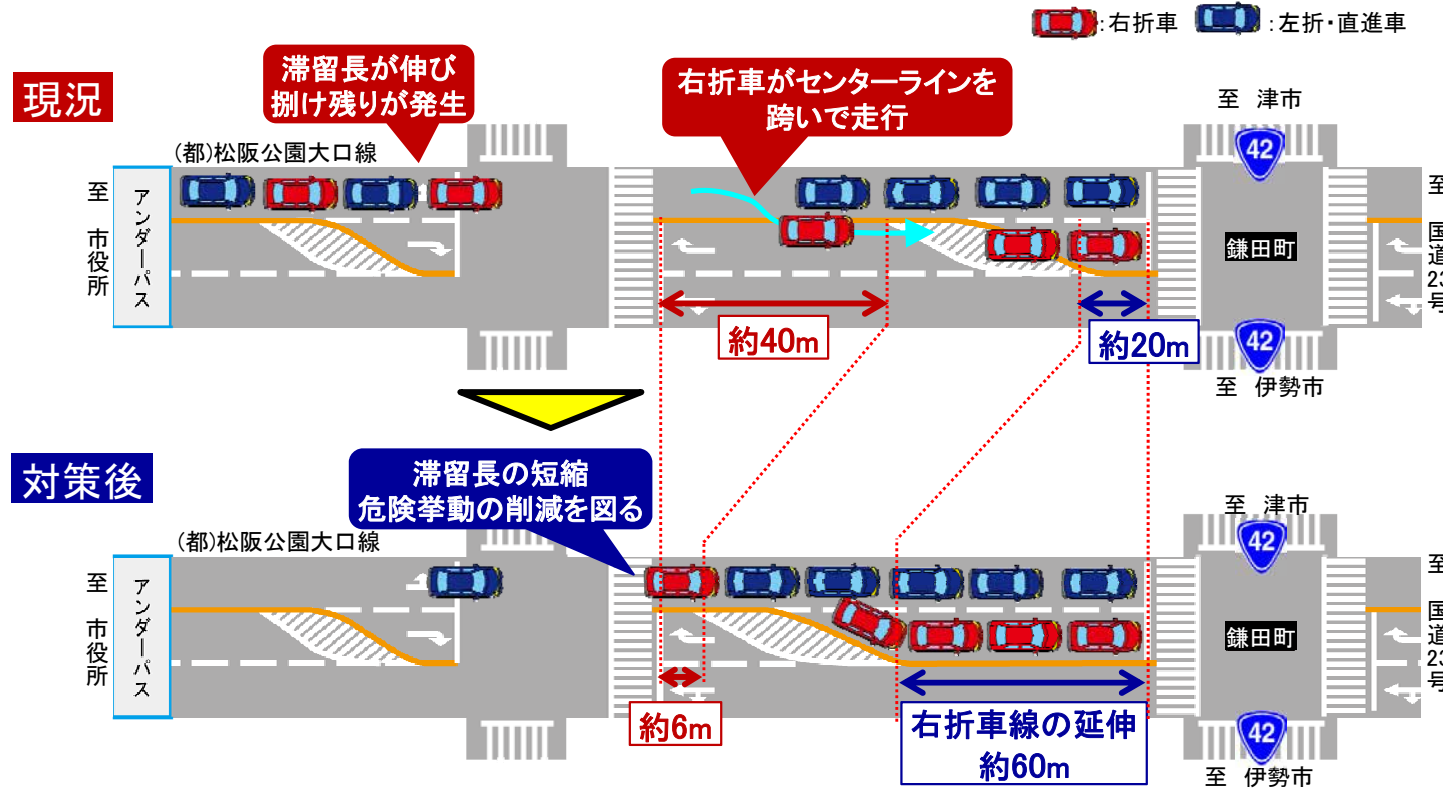 :右折車
:左折・直進車
現況
滞留長が伸び
捌け残りが発生
右折車がセンターラインを
跨いで走行
至 津市
42
(都)松阪公園大口線
至 市役所
アンダーパス
鎌田町
至 国道23号
約40m
約20m
42
至 伊勢市
対策後
滞留長の短縮
危険挙動の削減を図る
至 津市
42
(都)松阪公園大口線
至 市役所
アンダーパス
鎌田町
至 国道23号
約6m
右折車線の延伸
約60m
42
至 伊勢市